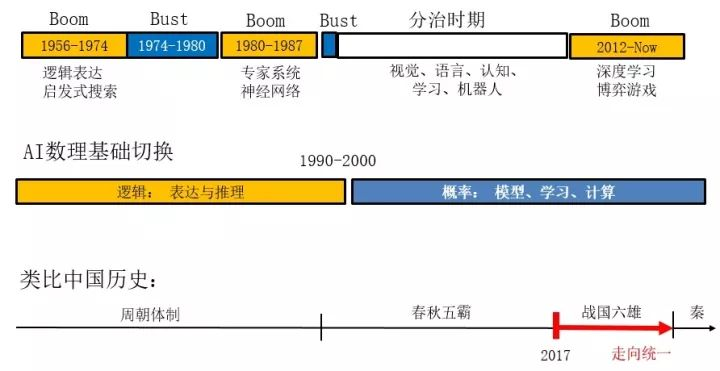 Boom Bust Boom Bust 分治时期 Boom
1956-1974 1974-1980 1980-1987 2012-Now
逻辑表达 专家系统 视觉、语言、认知、 深度学习
启发式搜索 神经网络 学习、机器人 博弈游戏
AI数理基础切换
1990-2000
逻辑: 表达与推理 概率: 模型、学习、计算
类比中国历史:
周朝体制 春秋五霸 战国六雄 秦
2017 走向统一